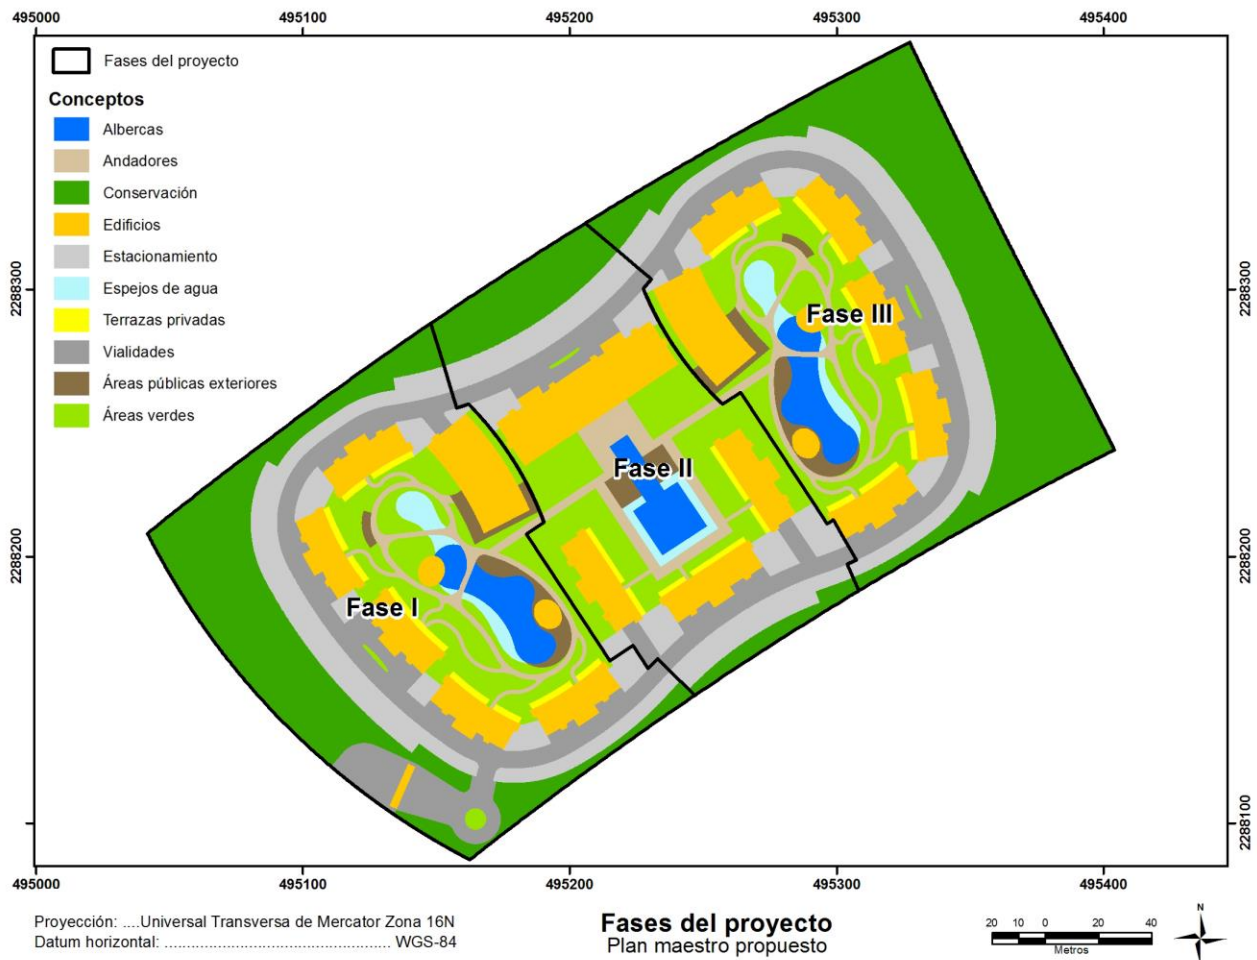 495000 495100 495200 495300 495400
Fases del proyecto
Conceptos
Albercas
Andadores
Conservación
Edificios
Estacionamiento
Espejos de agua
Terrazas privadas
Vialidades
Áreas públicas exteriores
Áreas verdes
2288300 2288300
2288200 2288200
2288100
Fase III
Fase II
Fase I
495000 495100 495200 495300 495400
Proyección: ....Universal Transversa de Mercator Zona 16N
Datum horizontal: ........................................... WGS-84
Fases del proyecto
Plan maestro propuesto
20 10 0 20 40
Metros
N